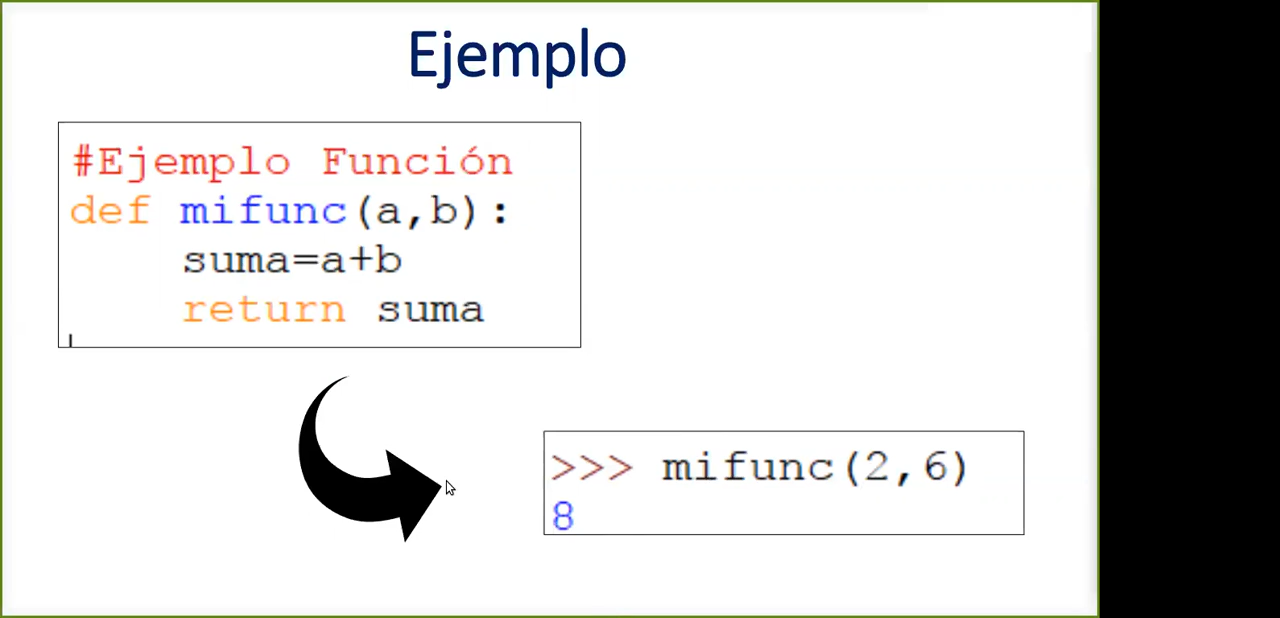 Ejemplo
#Ejemplo Función
def mifunc(a,b):
suma=a+b
return suma
>>> mifunc(2,6)
8